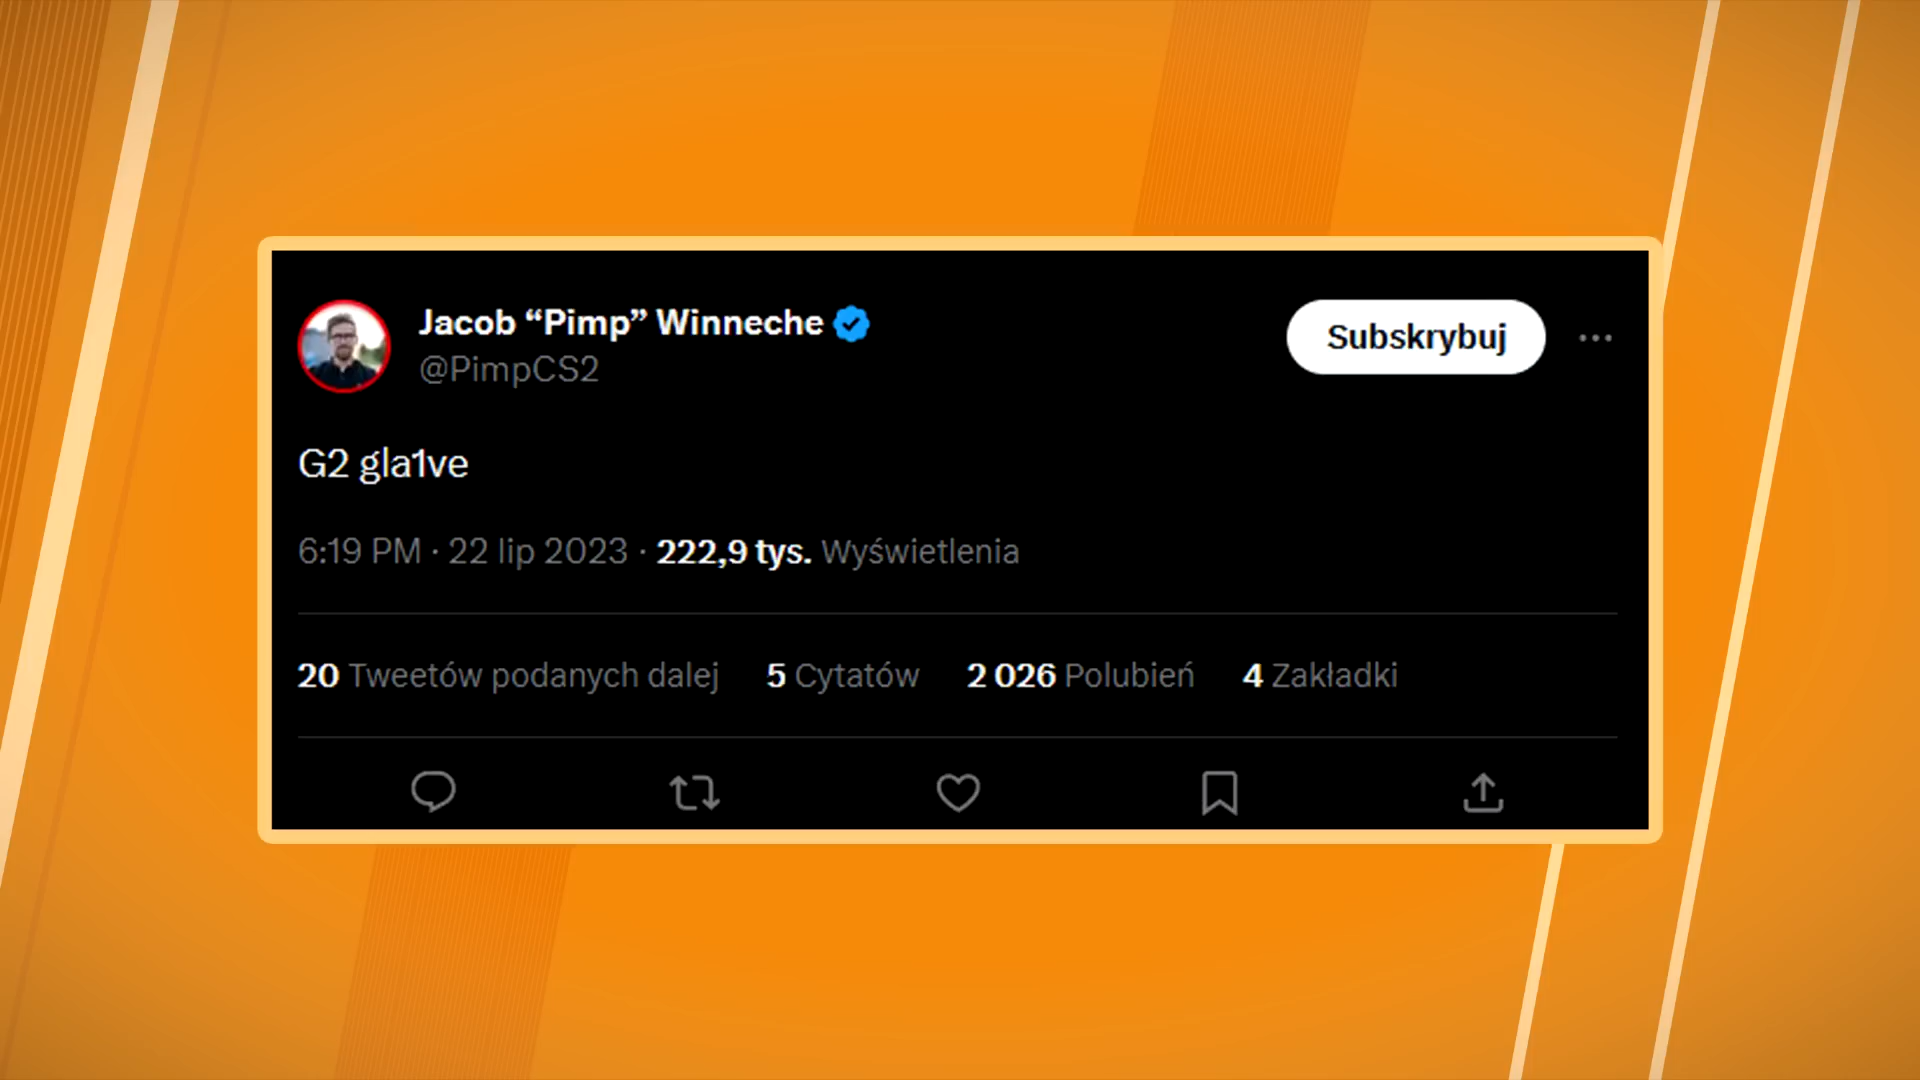 Jacob “Pimp” Winneche
@PimpCS2
Subskrybuj
G2 gla1ve
6:19 PM · 22 lip 2023 · 222,9 tys. Wyświetlenia
20 Tweetów podanych dalej 5 Cytatów 2 026 Polubień 4 Zakładki